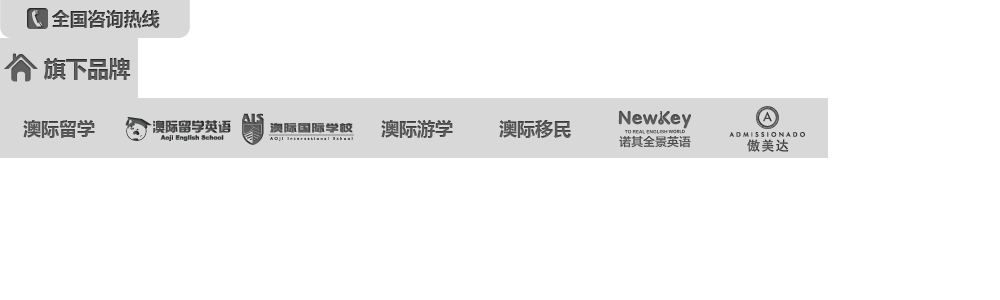 全国咨询热线
旗下品牌
澳际留学
澳际留学英语
Aoji English School
AIS
澳际国际学校
AOJI International School
澳际游学
澳际移民
NewKey
TO REAL ENGLISH WORLD
诺其全景英语
A
ADMISSIONADO
傲美达